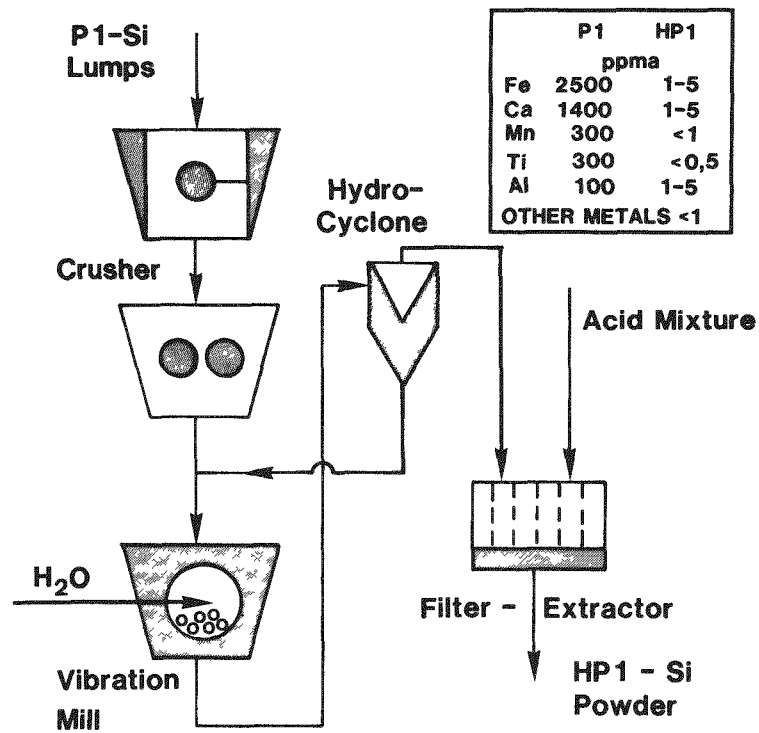 P1-Si
Lumps
P1 HP1
ppma
Fe 2500 1-5
Ca 1400 1-5
Mn 300 <1
Ti 300 <0,5
Al 100 1-5
OTHER METALS <1
Hydro-
Cyclone
Crusher
Acid Mixture
H₂O
Filter - Extractor
Vibration
Mill
HP1 - Si
Powder